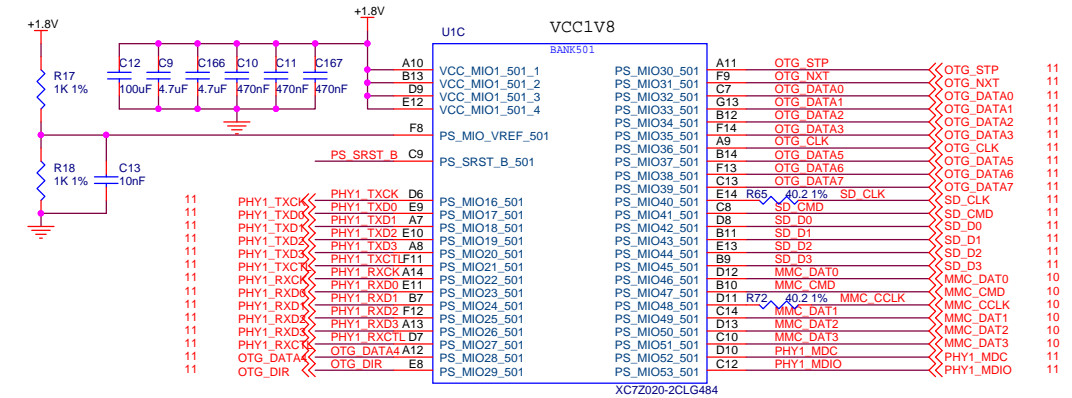 +1.8V
+1.8V
U1C
VCC1V8
BANK501
R17
1K 1%
C12
100uF
C9
4.7uF
C166
4.7uF
C10
470nF
C11
470nF
C167
470nF
A10 VCC_MIO1_501_1
B13 VCC_MIO1_501_2
D9 VCC_MIO1_501_3
E12 VCC_MIO1_501_4
F8 PS_MIO_VREF_501
R18
1K 1%
C13
10nF
PS_SRST_B C9 PS_SRST_B_501
11 PHY1_TXCK PHY1_TXCK D6 PS_MIO16_501
11 PHY1_TXD0 PHY1_TXD0 E9 PS_MIO17_501
11 PHY1_TXD1 PHY1_TXD1 A7 PS_MIO18_501
11 PHY1_TXD2 PHY1_TXD2 E10 PS_MIO19_501
11 PHY1_TXD3 PHY1_TXD3 A8 PS_MIO20_501
11 PHY1_TXCTL PHY1_TXCTL F11 PS_MIO21_501
11 PHY1_RXCK PHY1_RXCK A14 PS_MIO22_501
11 PHY1_RXD0 PHY1_RXD0 E11 PS_MIO23_501
11 PHY1_RXD1 PHY1_RXD1 B7 PS_MIO24_501
11 PHY1_RXD2 PHY1_RXD2 F12 PS_MIO25_501
11 PHY1_RXD3 PHY1_RXD3 A13 PS_MIO26_501
11 PHY1_RXCTL PHY1_RXCTL D7 PS_MIO27_501
11 OTG_DATA4 OTG_DATA4 A12 PS_MIO28_501
11 OTG_DIR OTG_DIR E8 PS_MIO29_501
PS_MIO30_501 A11 OTG_STP OTG_STP 11
PS_MIO31_501 F9 OTG_NXT OTG_NXT 11
PS_MIO32_501 C7 OTG_DATA0 OTG_DATA0 11
PS_MIO33_501 G13 OTG_DATA1 OTG_DATA1 11
PS_MIO34_501 B12 OTG_DATA2 OTG_DATA2 11
PS_MIO35_501 F14 OTG_DATA3 OTG_DATA3 11
PS_MIO36_501 A9 OTG_CLK OTG_CLK 11
PS_MIO37_501 B14 OTG_DATA5 OTG_DATA5 11
PS_MIO38_501 F13 OTG_DATA6 OTG_DATA6 11
PS_MIO39_501 C13 OTG_DATA7 OTG_DATA7 11
PS_MIO40_501 E14 R65 40.2 1% SD_CLK SD_CLK 11
PS_MIO41_501 C8 SD_CMD SD_CMD 11
PS_MIO42_501 D8 SD_D0 SD_D0 11
PS_MIO43_501 B11 SD_D1 SD_D1 11
PS_MIO44_501 E13 SD_D2 SD_D2 11
PS_MIO45_501 B9 SD_D3 SD_D3 11
PS_MIO46_501 D12 MMC_DAT0 MMC_DAT0 10
PS_MIO47_501 B10 MMC_CMD MMC_CMD 10
PS_MIO48_501 D11 R72 40.2 1% MMC_CCLK MMC_CCLK 10
PS_MIO49_501 C14 MMC_DAT1 MMC_DAT1 10
PS_MIO50_501 D13 MMC_DAT2 MMC_DAT2 10
PS_MIO51_501 C10 MMC_DAT3 MMC_DAT3 10
PS_MIO52_501 D10 PHY1_MDC PHY1_MDC 11
PS_MIO53_501 C12 PHY1_MDIO PHY1_MDIO 11
XC7Z020-2CLG484